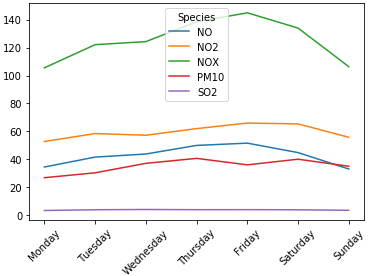 140
120
100
80
60
40
20
0
Species
NO
NO2
NOX
PM10
SO2
Monday
Tuesday
Wednesday
Thursday
Friday
Saturday
Sunday